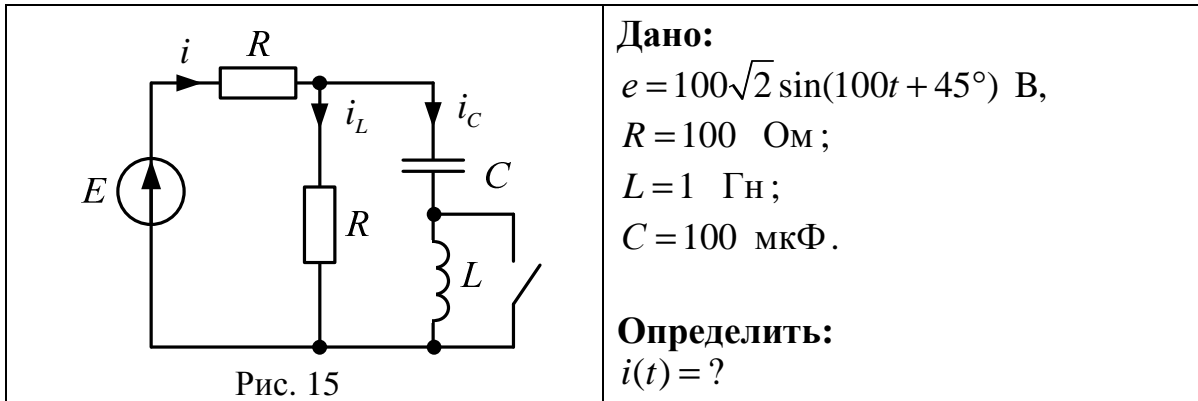 i R
i_L i_C
E R C
L
Рис. 15
Дано:
e = 100√2 sin(100t + 45°) В,
R = 100 Ом;
L = 1 Гн;
C = 100 мкФ.
Определить:
i(t) = ?